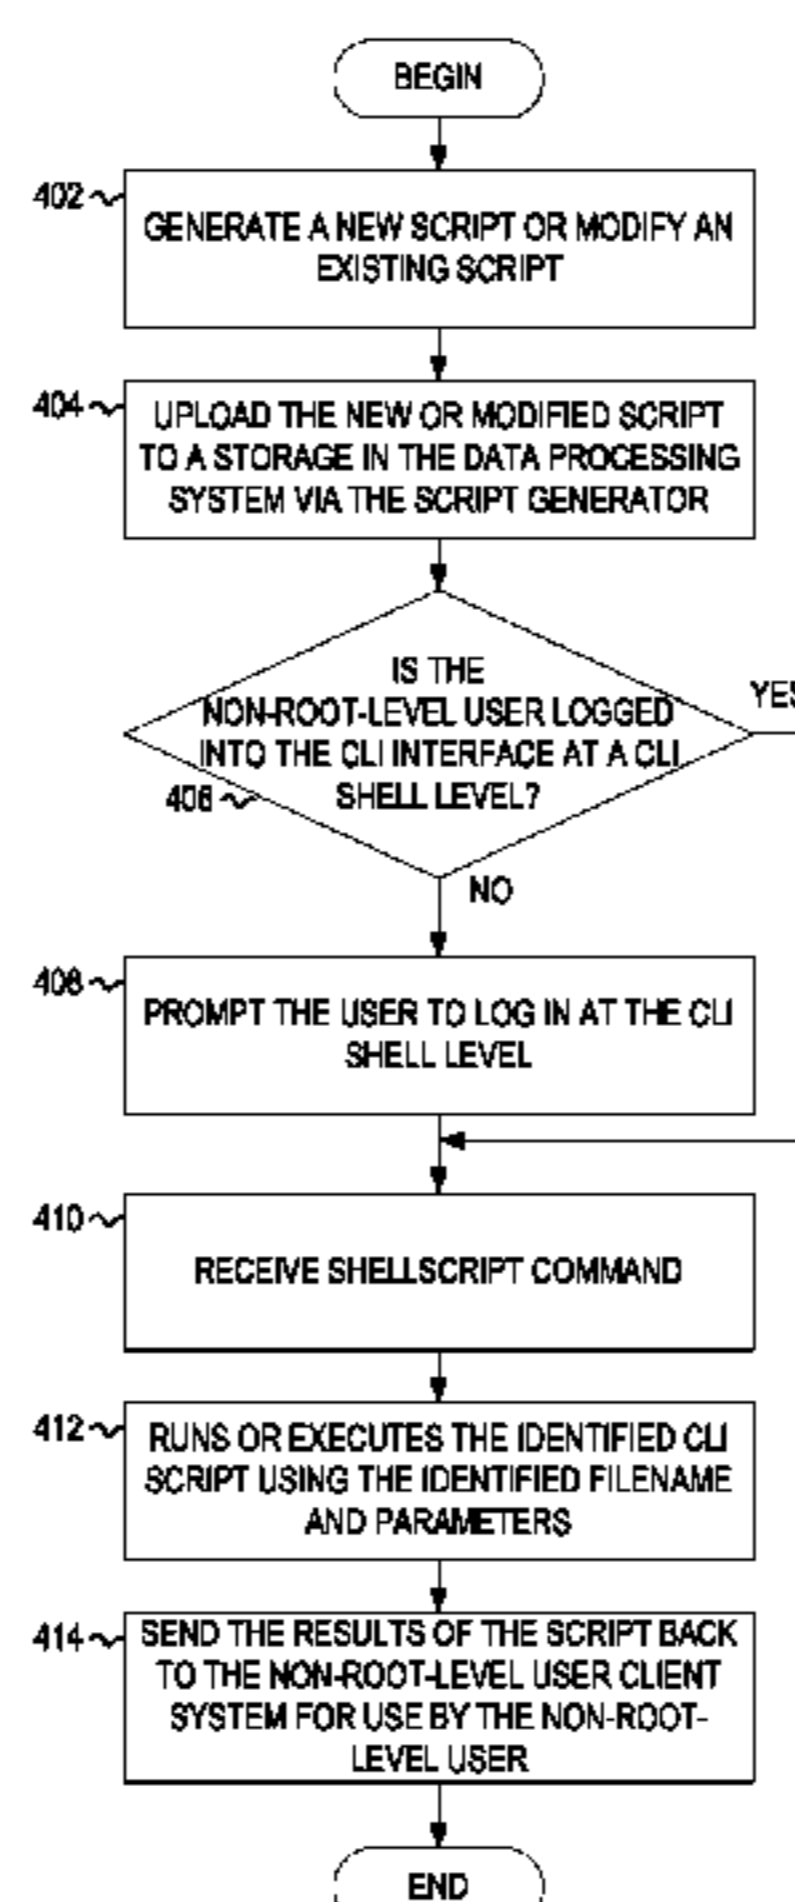 BEGIN
402
GENERATE A NEW SCRIPT OR MODIFY AN
EXISTING SCRIPT
404
UPLOAD THE NEW OR MODIFIED SCRIPT
TO A STORAGE IN THE DATA PROCESSING
SYSTEM VIA THE SCRIPT GENERATOR
IS THE
NON-ROOT-LEVEL USER LOGGED
INTO THE CLI INTERFACE AT A CLI
SHELL LEVEL?
YES
406
NO
408
PROMPT THE USER TO LOG IN AT THE CLI
SHELL LEVEL
410
RECEIVE SHELLSCRIPT COMMAND
412
RUNS OR EXECUTES THE IDENTIFIED CLI
SCRIPT USING THE IDENTIFIED FILENAME
AND PARAMETERS
414
SEND THE RESULTS OF THE SCRIPT BACK
TO THE NON-ROOT-LEVEL USER CLIENT
SYSTEM FOR USE BY THE NON-ROOT-
LEVEL USER
END